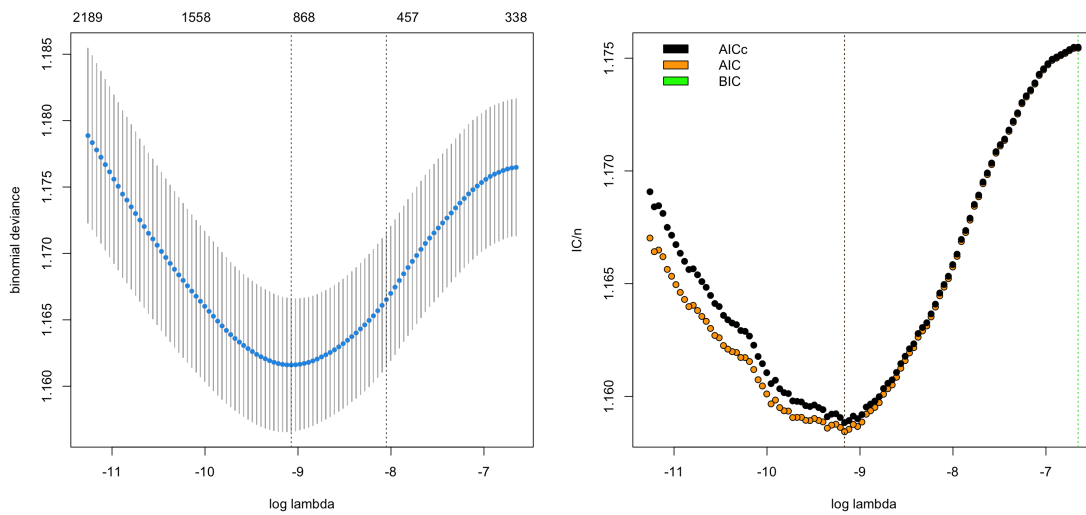 2189 1558 868 457 338
binomial deviance
1.185
1.180
1.175
1.170
1.165
1.160
-11 -10 -9 -8 -7
log lambda
AICc
AIC
BIC
IC/n
1.175
1.170
1.165
1.160
-11 -10 -9 -8 -7
log lambda